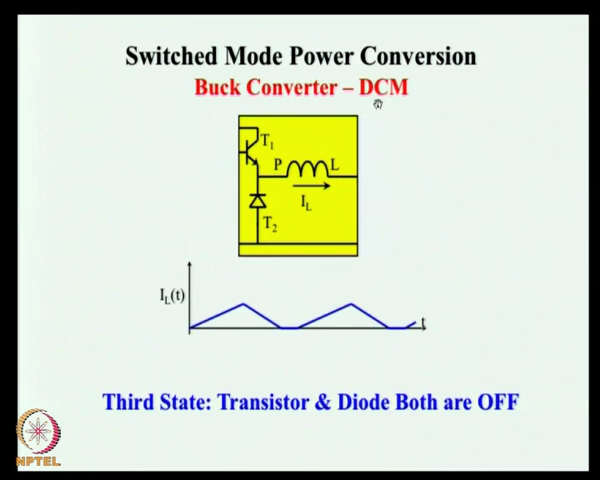 Switched Mode Power Conversion
Buck Converter – DCM
T1
P
L
IL
T2
IL(t)
t
Third State: Transistor & Diode Both are OFF
NPTEL